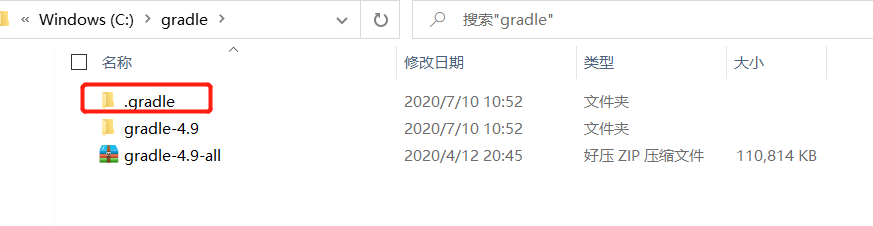 « Windows (C:) > gradle >
搜索"gradle"
名称 修改日期 类型 大小
.gradle 2020/7/10 10:52 文件夹
gradle-4.9 2020/7/10 10:52 文件夹
gradle-4.9-all 2020/4/12 20:45 好压 ZIP 压缩文件 110,814 KB